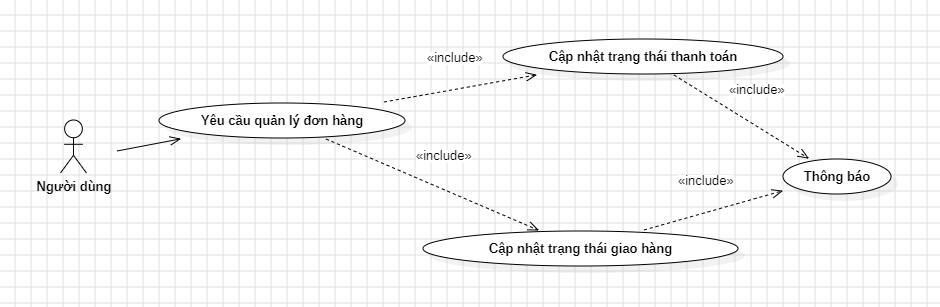 «include»
Cập nhật trạng thái thanh toán
«include»
Yêu cầu quản lý đơn hàng
«include»
Thông báo
«include»
Người dùng
Cập nhật trạng thái giao hàng